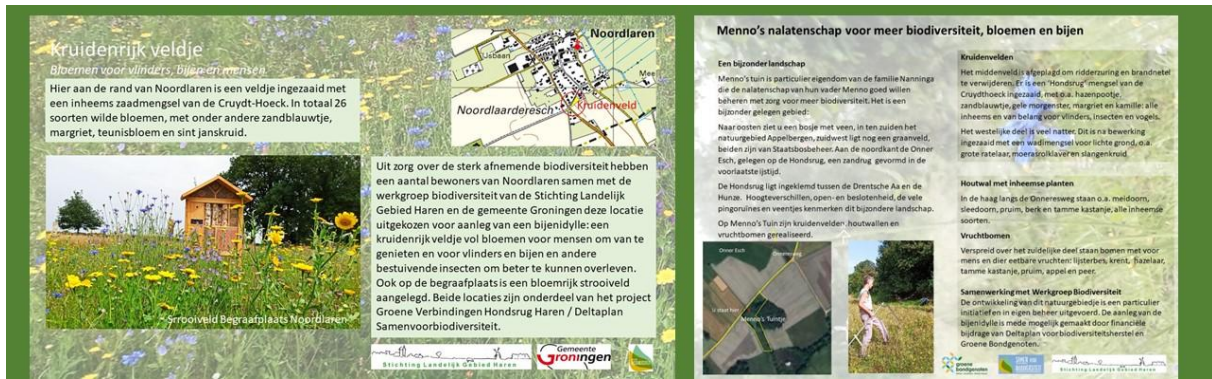 Kruidenrijk veldje
Bloemen voor vlinders, bijen en mensen
Hier aan de rand van Noordlaren is een veldje ingezaaid met
een inheems zaadmengsel van de Cruydt-Hoeck. In totaal 26
soorten wilde bloemen, met onder andere zandblauwtje,
margriet, teunisbloem en sint janskruid.
Noordlaren
IJsbaan
Mee
Noordlaarderesch
Kruidenveld
Uit zorg over de sterk afnemende biodiversiteit hebben
een aantal bewoners van Noordlaren samen met de
werkgroep biodiversiteit van de Stichting Landelijk
Gebied Haren en de gemeente Groningen deze locatie
uitgekozen voor aanleg van een bijenidylle: een
kruidenrijk veldje vol bloemen voor mensen om van te
genieten en voor vlinders en bijen en andere
bestuivende insecten om beter te kunnen overleven.
Ook op de begraafplaats is een bloemrijk strooiveld
aangelegd. Beide locaties zijn onderdeel van het project
Groene Verbindingen Hondsrug Haren / Deltaplan
Samenvoorbiodiversiteit.
Strooiveld Begraafplaats Noordlaren
Stichting Landelijk Gebied Haren
Gemeente
Groningen
Menno's nalatenschap voor meer biodiversiteit, bloemen en bijen
Een bijzonder landschap
Menno's tuin is particulier eigendom van de familie Nanninga
die de nalatenschap van hun vader Menno goed willen
beheren met zorg voor meer biodiversiteit. Het is een
bijzonder gelegen gebied:
Naar oosten ziet u een bosje met veen, in ten zuiden het
natuurgebied Appelbergen, zuidwest ligt nog een graanveld,
beiden zijn van Staatsbosbeheer. Aan de noordkant de Onner
Esch, gelegen op de Hondsrug, een zandrug gevormd in de
voorlaatste ijstijd.
De Hondsrug ligt ingeklemd tussen de Drentsche Aa en de
Hunze. Hoogteverschillen, open- en beslotenheid, de vele
pingoruïnes en veentjes kenmerken dit bijzondere landschap.
Op Menno's Tuin zijn kruidenvelden, houtwallen en
vruchtbomen gerealiseerd.
Onner Esch
Onneresweg
U staat hier
Menno's Tuintje
Kruidenvelden
Het middenveld is afgeplagd om ridderzuring en brandnetel
te verwijderen. Er is een 'Hondsrug' mengsel van de
Cruydthoeck ingezaaid, met o.a. hazenpootje,
zandblauwtje, gele morgenster, margriet en kamille: alle
inheems en van belang voor vlinders, insecten en vogels.
Het westelijke deel is veel natter. Dit is na bewerking
ingezaaid met een wadimengsel voor lichte grond, o.a.
grote ratelaar, moerasrolklaver en slangenkruid.
Houtwal met inheemse planten
In de haag langs de Onneresweg staan o.a. meidoorn,
sleedoorn, pruim, berk en tamme kastanje, alle inheemse
soorten.
Vruchtbomen
Verspreid over het zuidelijke deel staan bomen met voor
mens en dier eetbare vruchten: lijsterbes, krent, hazelaar,
tamme kastanje, pruim, appel en peer.
Samenwerking met Werkgroep Biodiversiteit
De ontwikkeling van dit natuurgebiedje is een particulier
initiatief en in eigen beheer uitgevoerd. De aanleg van de
bijenidylle is mede mogelijk gemaakt door financiële
bijdrage van Deltaplan voor Biodiversiteitsherstel en
Groene Bondgenoten.
groene
bondgenoten
Stichting Landelijk Gebied Haren